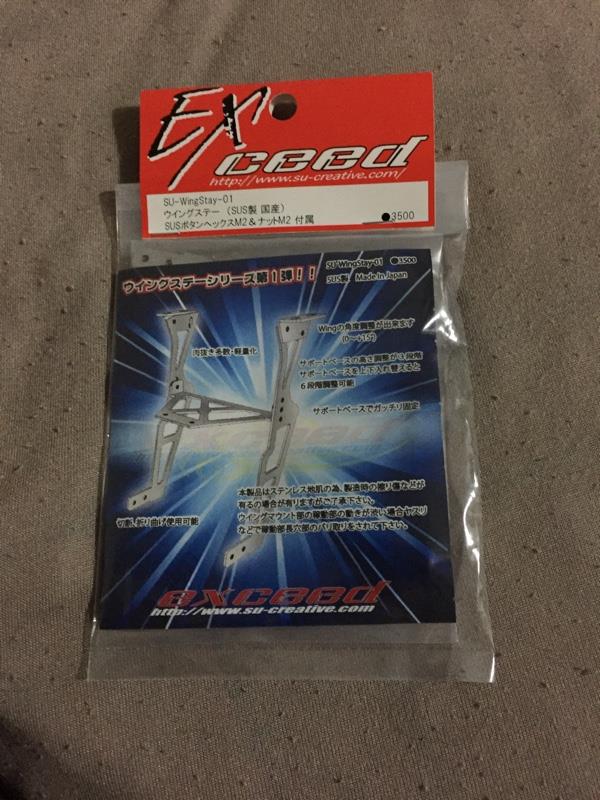 Exceed
http://www.su-creative.com/
SU-WingStay-01
ウイングステー (SUS製 国産)
SUSボタンヘックスM2&ナットM2 付属
●3500
SU-WingStay-01 ●3500
SUS製 Made in Japan
ウイングステーシリーズ第1弾!!
Wingの角度調整が出来ます
(0~+15°)
肉抜き多数・軽量化
サポートベースの高さ調整が3段階
サポートベースを上下入れ替えると
6段階調整可能
サポートベースでガッチリ固定
本製品はステンレス地肌の為、製造時の擦り傷などが
有るの場合が有りますがご了承下さい。
ウイングマウント部の稼動部の動きが渋い場合ヤスリ
などで稼動部長穴部のバリ取りをされて下さい。
切断、折り曲げ使用可能
exceed
http://www.su-creative.com